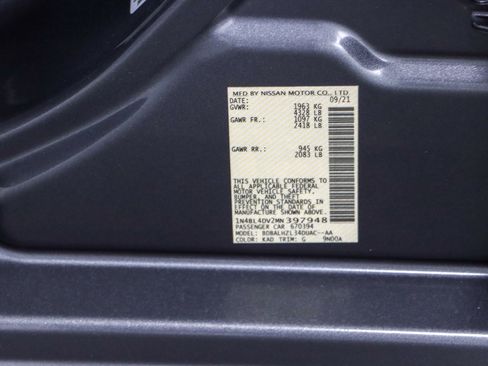 MFD BY NISSAN MOTOR CO., LTD
DATE: 09/21
GVWR: 1963 KG
4328 LB
GAWR FR.: 1097 KG
2418 LB
GAWR RR.: 945 KG
2083 LB
THIS VEHICLE CONFORMS TO
ALL APPLICABLE FEDERAL
MOTOR VEHICLE SAFETY,
BUMPER, AND THEFT
PREVENTION STANDARDS IN
EFFECT ON THE DATE OF
MANUFACTURE SHOWN ABOVE.
1N4BL4DV2MN397948
PASSENGER CAR 670394
MODEL: BDBALHZL34DUAC--AA
COLOR: KAD TRIM: G 9N00A